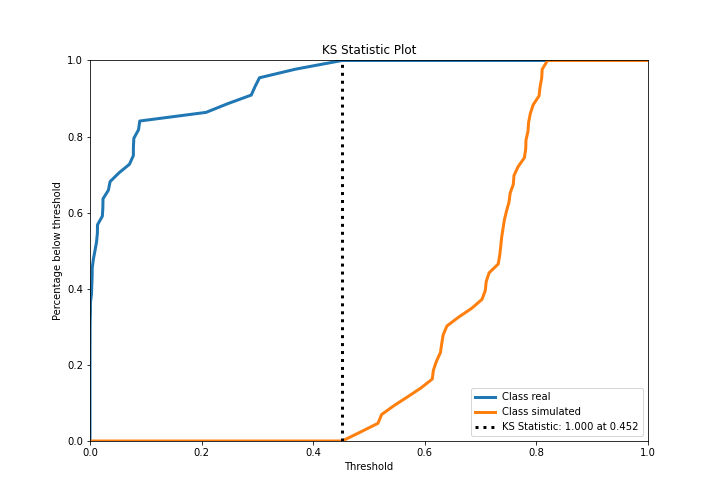 KS Statistic Plot
1.0
0.8
0.6
0.4
0.2
0.0
Percentage below threshold
0.0 0.2 0.4 0.6 0.8 1.0
Threshold
Class real
Class simulated
KS Statistic: 1.000 at 0.452